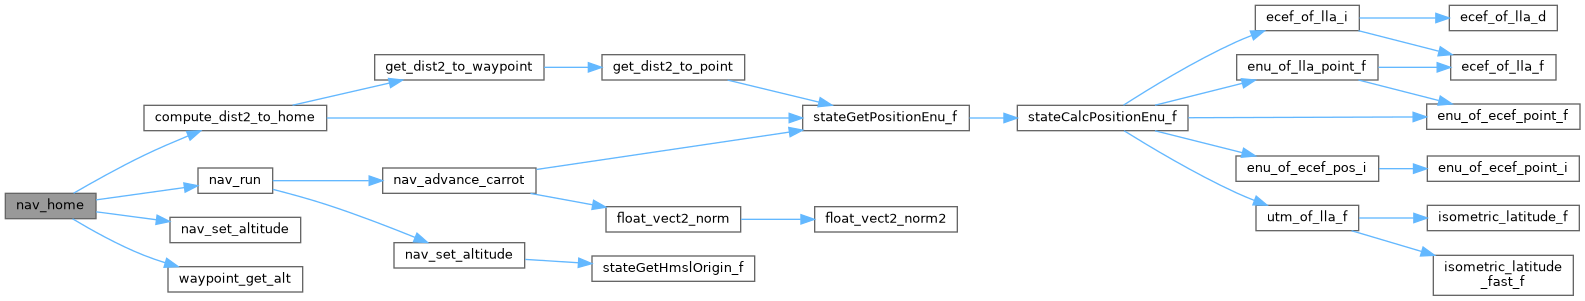 nav_home
compute_dist2_to_home
nav_run
nav_set_altitude
waypoint_get_alt
get_dist2_to_waypoint
nav_advance_carrot
nav_set_altitude
get_dist2_to_point
float_vect2_norm
stateGetHmslOrigin_f
stateGetPositionEnu_f
float_vect2_norm2
stateCalcPositionEnu_f
ecef_of_lla_i
enu_of_lla_point_f
enu_of_ecef_pos_i
utm_of_lla_f
ecef_of_lla_d
ecef_of_lla_f
enu_of_ecef_point_f
enu_of_ecef_point_i
isometric_latitude_f
isometric_latitude
_fast_f